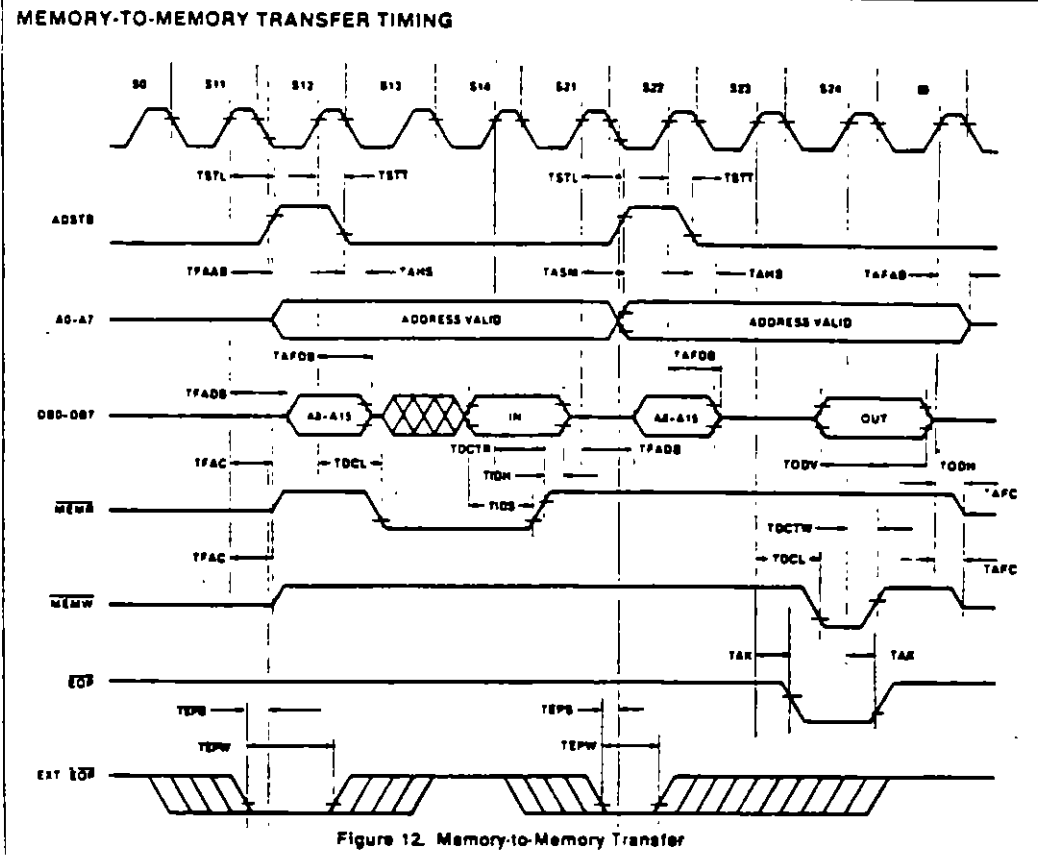 MEMORY-TO-MEMORY TRANSFER TIMING
S0 S11 S12 S13 S14 S21 S22 S23 S24
TSTL TSTT TSTL TSTT
ADSTB
TFAAB TAHS TASM TAHS TAFAB
A0-A7 ADDRESS VALID ADDRESS VALID
TAFDB TAFDB
TFADB
DB0-DB7 A8-A15 IN A8-A15 OUT
TDCTR TFADB TODV TODH
TFAC TDCL TIDH
MEMR TIDS TAFC
TDCTW
TFAC TDCL TAFC
MEMW
TAK TAK
EOP
TEPS TEPS
TEPW TEPW
EXT EOP
Figure 12. Memory-to-Memory Transfer